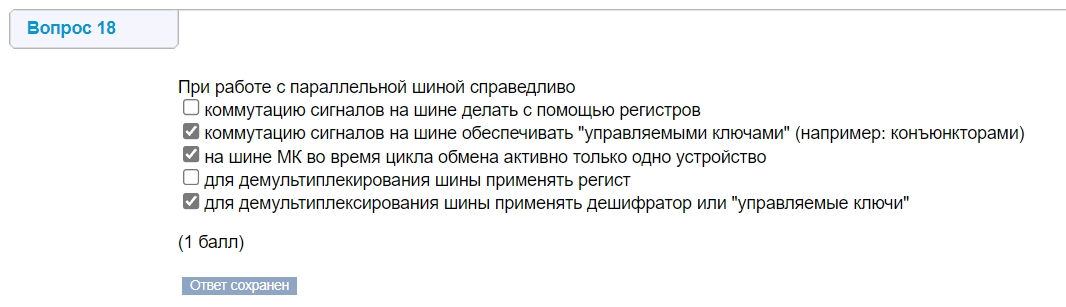 Вопрос 18
При работе с параллельной шиной справедливо
коммутацию сигналов на шине делать с помощью регистров
коммутацию сигналов на шине обеспечивать "управляемыми ключами" (например: конъюнкторами)
на шине МК во время цикла обмена активно только одно устройство
для демультиплекирования шины применять регист
для демультиплексирования шины применять дешифратор или "управляемые ключи"
(1 балл)
Ответ сохранен